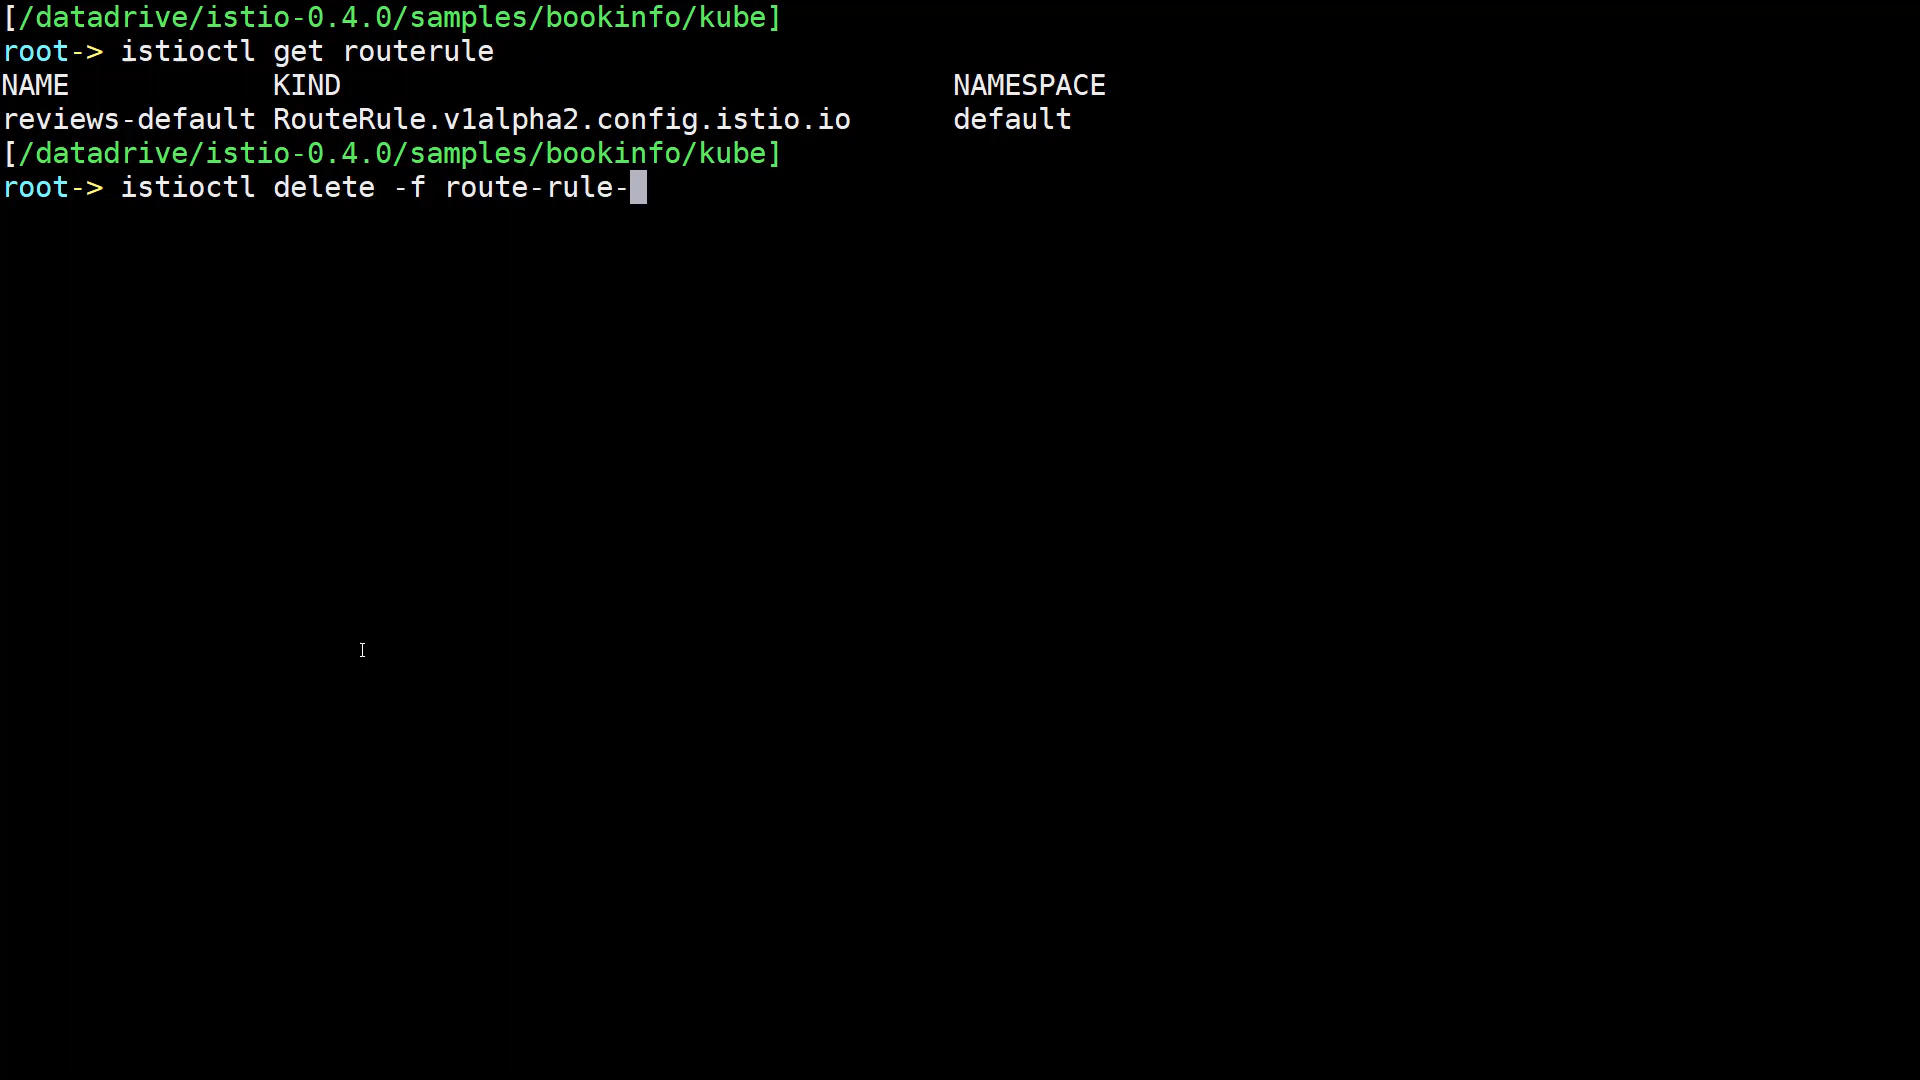 [/datadrive/istio-0.4.0/samples/bookinfo/kube]
root-> istioctl get routerule
NAME            KIND                                    NAMESPACE
reviews-default RouteRule.v1alpha2.config.istio.io      default
[/datadrive/istio-0.4.0/samples/bookinfo/kube]
root-> istioctl delete -f route-rule-